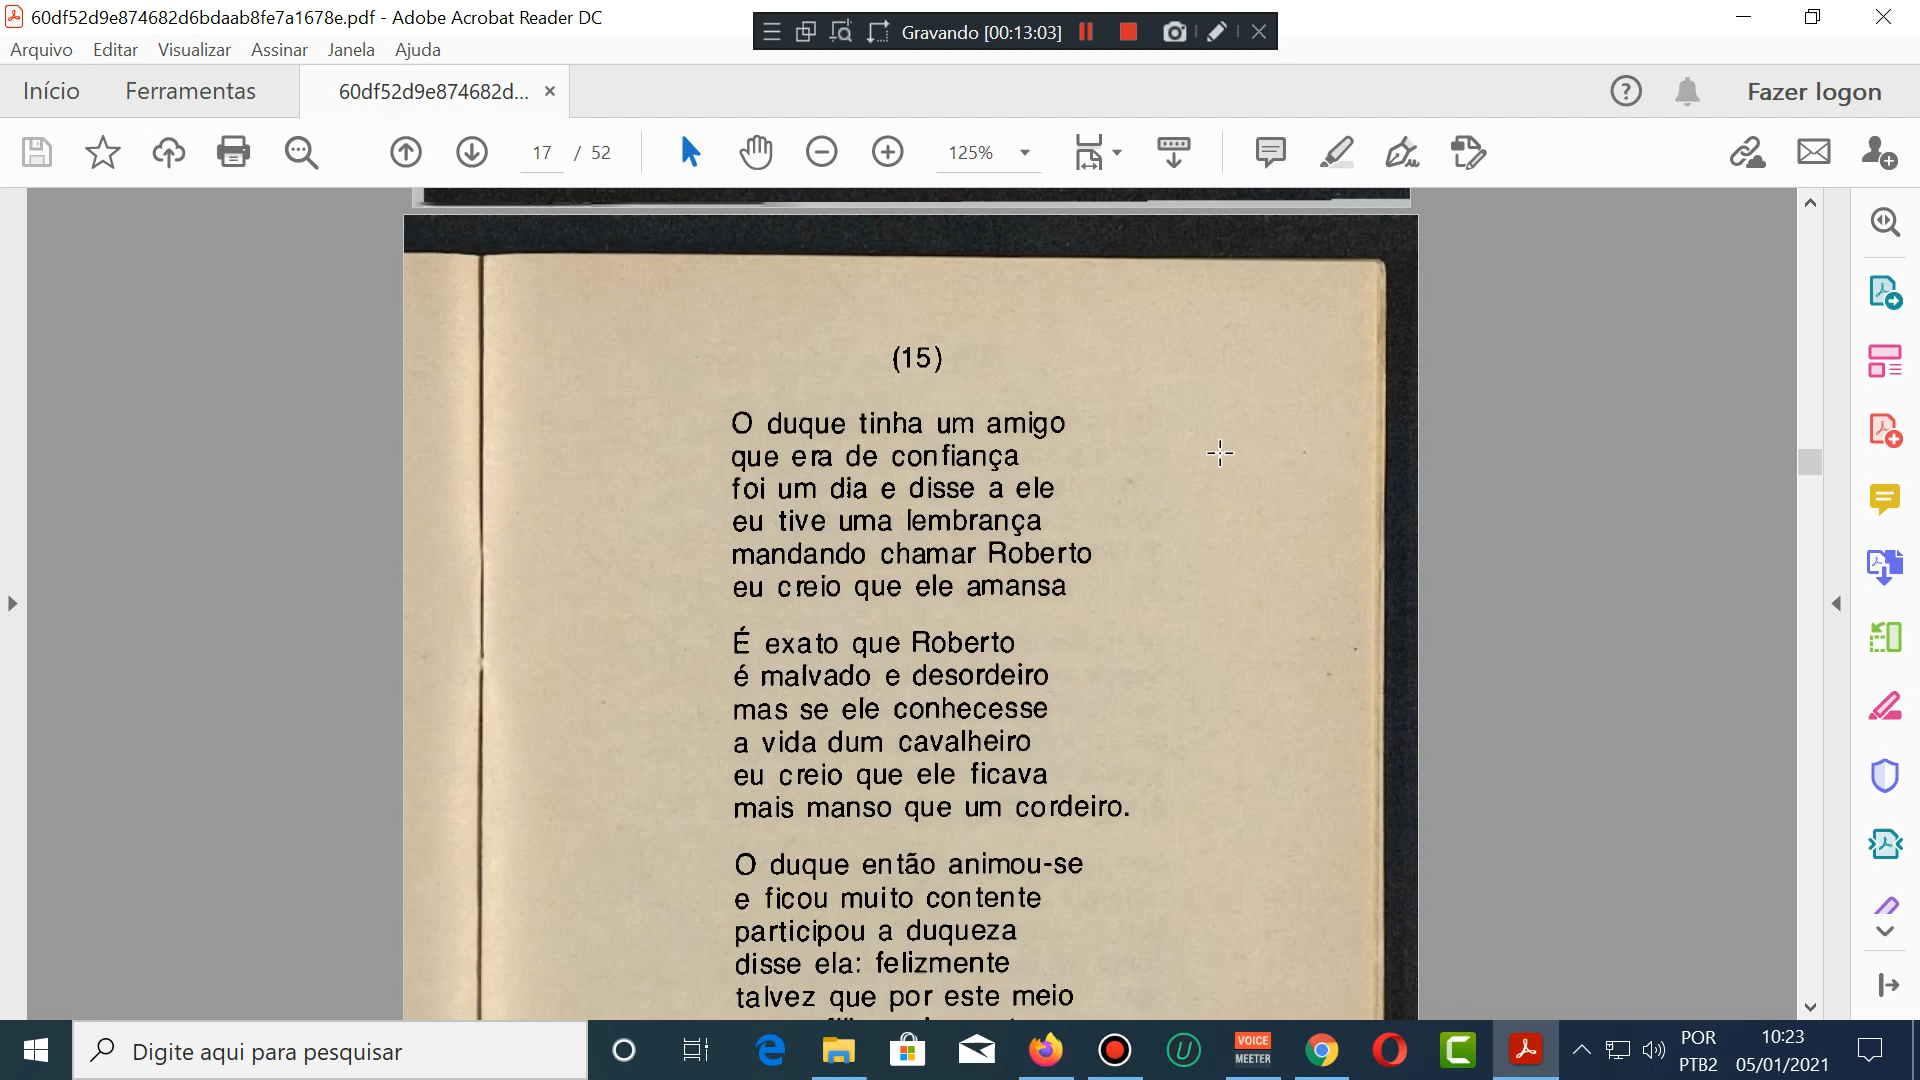 60df52d9e874682d6bdaab8fe7a1678e.pdf - Adobe Acrobat Reader DC
Gravando [00:13:03]
Arquivo Editar Visualizar Assinar Janela Ajuda
Início Ferramentas 60df52d9e874682d... Fazer logon
17 / 52 125%
(15)
O duque tinha um amigo
que era de confiança
foi um dia e disse a ele
eu tive uma lembrança
mandando chamar Roberto
eu creio que ele amansa
É exato que Roberto
é malvado e desordeiro
mas se ele conhecesse
a vida dum cavalheiro
eu creio que ele ficava
mais manso que um cordeiro.
O duque então animou-se
e ficou muito contente
participou a duqueza
disse ela: felizmente
talvez que por este meio
Digite aqui para pesquisar
VOICE
MEETER
POR
PTB2
10:23
05/01/2021